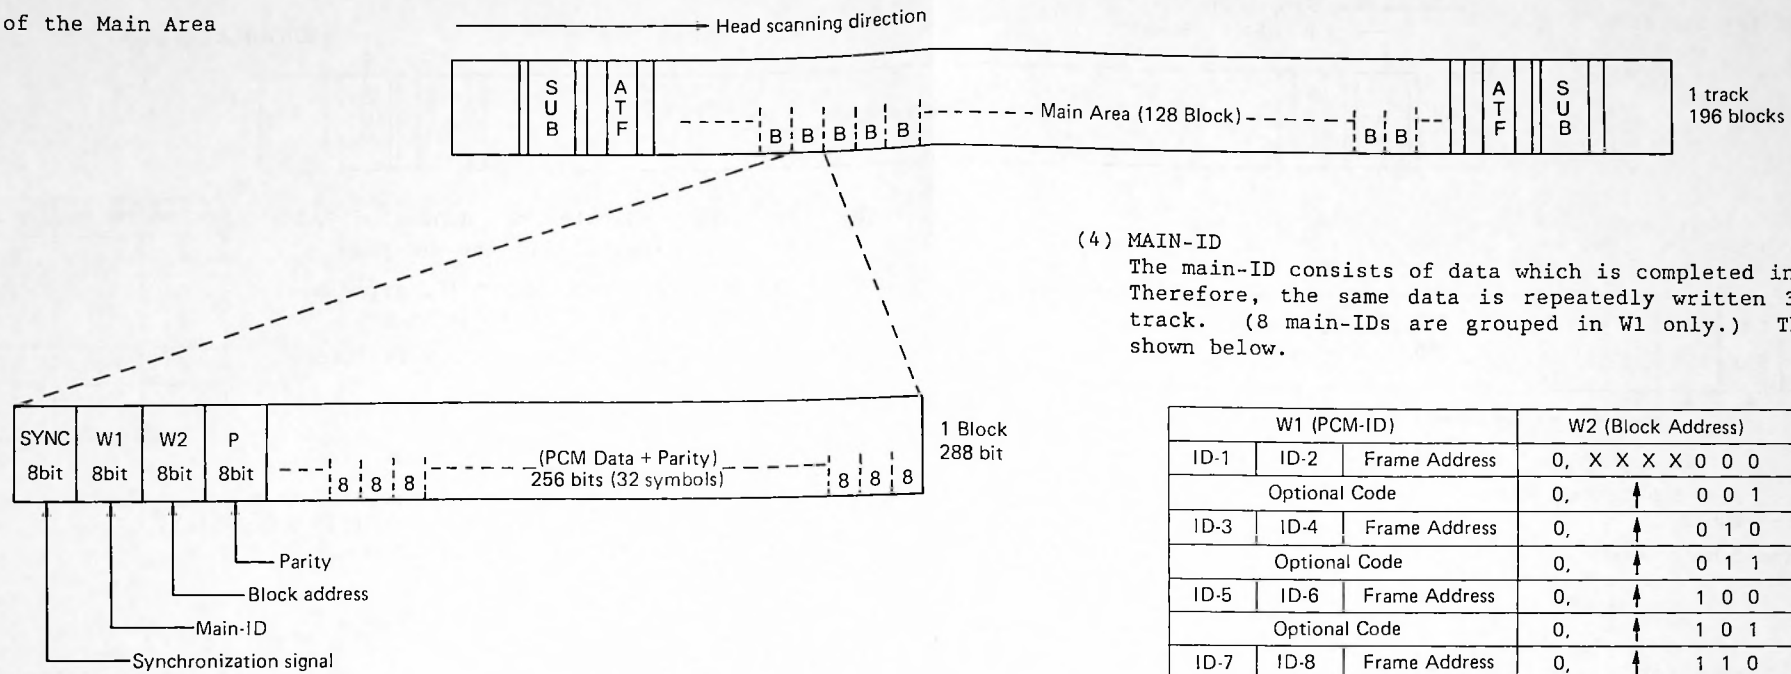 of the Main Area
Head scanning direction
SUB
ATF
B B B B B
Main Area (128 Block)
B B
ATF
SUB
1 track
196 blocks
(4) MAIN-ID
The main-ID consists of data which is completed in
Therefore, the same data is repeatedly written 3
track. (8 main-IDs are grouped in W1 only.) T
shown below.
SYNC W1 W2 P
8bit 8bit 8bit 8bit
8 8 8
(PCM Data + Parity)
256 bits (32 symbols)
8 8 8
1 Block
288 bit
Parity
Block address
Main-ID
Synchronization signal
W1 (PCM-ID) W2 (Block Address)
ID-1 ID-2 Frame Address 0, X X X X 0 0 0
Optional Code 0, 0 0 1
ID-3 ID-4 Frame Address 0, 0 1 0
Optional Code 0, 0 1 1
ID-5 ID-6 Frame Address 0, 1 0 0
Optional Code 0, 1 0 1
ID-7 ID-8 Frame Address 0, 1 1 0